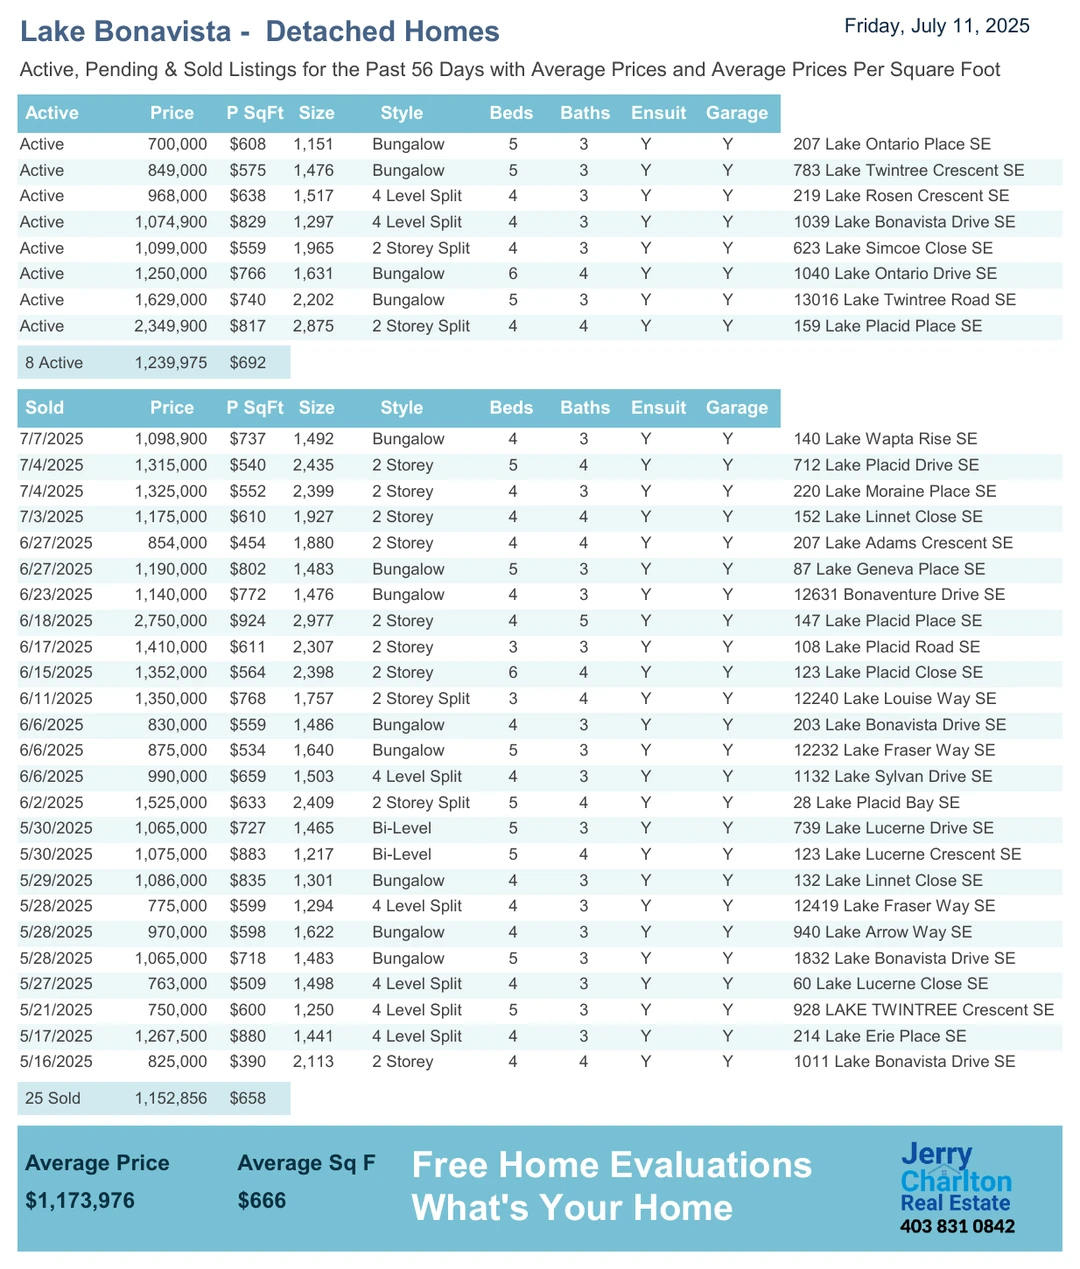 Lake Bonavista - Detached Homes
Friday, July 11, 2025
Active, Pending & Sold Listings for the Past 56 Days with Average Prices and Average Prices Per Square Foot
Active Price P SqFt Size Style Beds Baths Ensuit Garage
Active 700,000 $608 1,151 Bungalow 5 3 Y Y 207 Lake Ontario Place SE
Active 849,000 $575 1,476 Bungalow 5 3 Y Y 783 Lake Twintree Crescent SE
Active 968,000 $638 1,517 4 Level Split 4 3 Y Y 219 Lake Rosen Crescent SE
Active 1,074,900 $829 1,297 4 Level Split 4 3 Y Y 1039 Lake Bonavista Drive SE
Active 1,099,000 $559 1,965 2 Storey Split 4 3 Y Y 623 Lake Simcoe Close SE
Active 1,250,000 $766 1,631 Bungalow 6 4 Y Y 1040 Lake Ontario Drive SE
Active 1,629,000 $740 2,202 Bungalow 5 3 Y Y 13016 Lake Twintree Road SE
Active 2,349,900 $817 2,875 2 Storey Split 4 4 Y Y 159 Lake Placid Place SE
8 Active 1,239,975 $692
Sold Price P SqFt Size Style Beds Baths Ensuit Garage
7/7/2025 1,098,900 $737 1,492 Bungalow 4 3 Y Y 140 Lake Wapta Rise SE
7/4/2025 1,315,000 $540 2,435 2 Storey 5 4 Y Y 712 Lake Placid Drive SE
7/4/2025 1,325,000 $552 2,399 2 Storey 4 3 Y Y 220 Lake Moraine Place SE
7/3/2025 1,175,000 $610 1,927 2 Storey 4 4 Y Y 152 Lake Linnet Close SE
6/27/2025 854,000 $454 1,880 2 Storey 4 4 Y Y 207 Lake Adams Crescent SE
6/27/2025 1,190,000 $802 1,483 Bungalow 5 3 Y Y 87 Lake Geneva Place SE
6/23/2025 1,140,000 $772 1,476 Bungalow 4 3 Y Y 12631 Bonaventure Drive SE
6/18/2025 2,750,000 $924 2,977 2 Storey 4 5 Y Y 147 Lake Placid Place SE
6/17/2025 1,410,000 $611 2,307 2 Storey 3 3 Y Y 108 Lake Placid Road SE
6/15/2025 1,352,000 $564 2,398 2 Storey 6 4 Y Y 123 Lake Placid Close SE
6/11/2025 1,350,000 $768 1,757 2 Storey Split 3 4 Y Y 12240 Lake Louise Way SE
6/6/2025 830,000 $559 1,486 Bungalow 4 3 Y Y 203 Lake Bonavista Drive SE
6/6/2025 875,000 $534 1,640 Bungalow 5 3 Y Y 12232 Lake Fraser Way SE
6/6/2025 990,000 $659 1,503 4 Level Split 4 3 Y Y 1132 Lake Sylvan Drive SE
6/2/2025 1,525,000 $633 2,409 2 Storey Split 5 4 Y Y 28 Lake Placid Bay SE
5/30/2025 1,065,000 $727 1,465 Bi-Level 5 3 Y Y 739 Lake Lucerne Drive SE
5/30/2025 1,075,000 $883 1,217 Bi-Level 5 4 Y Y 123 Lake Lucerne Crescent SE
5/29/2025 1,086,000 $835 1,301 Bungalow 4 3 Y Y 132 Lake Linnet Close SE
5/28/2025 775,000 $599 1,294 4 Level Split 4 3 Y Y 12419 Lake Fraser Way SE
5/28/2025 970,000 $598 1,622 Bungalow 4 3 Y Y 940 Lake Arrow Way SE
5/28/2025 1,065,000 $718 1,483 Bungalow 5 3 Y Y 1832 Lake Bonavista Drive SE
5/27/2025 763,000 $509 1,498 4 Level Split 4 3 Y Y 60 Lake Lucerne Close SE
5/21/2025 750,000 $600 1,250 4 Level Split 5 3 Y Y 928 LAKE TWINTREE Crescent SE
5/17/2025 1,267,500 $880 1,441 4 Level Split 4 3 Y Y 214 Lake Erie Place SE
5/16/2025 825,000 $390 2,113 2 Storey 4 4 Y Y 1011 Lake Bonavista Drive SE
25 Sold 1,152,856 $658
Average Price Average Sq F
$1,173,976 $666
Free Home Evaluations
What's Your Home
Jerry
Charlton
Real Estate
403 831 0842